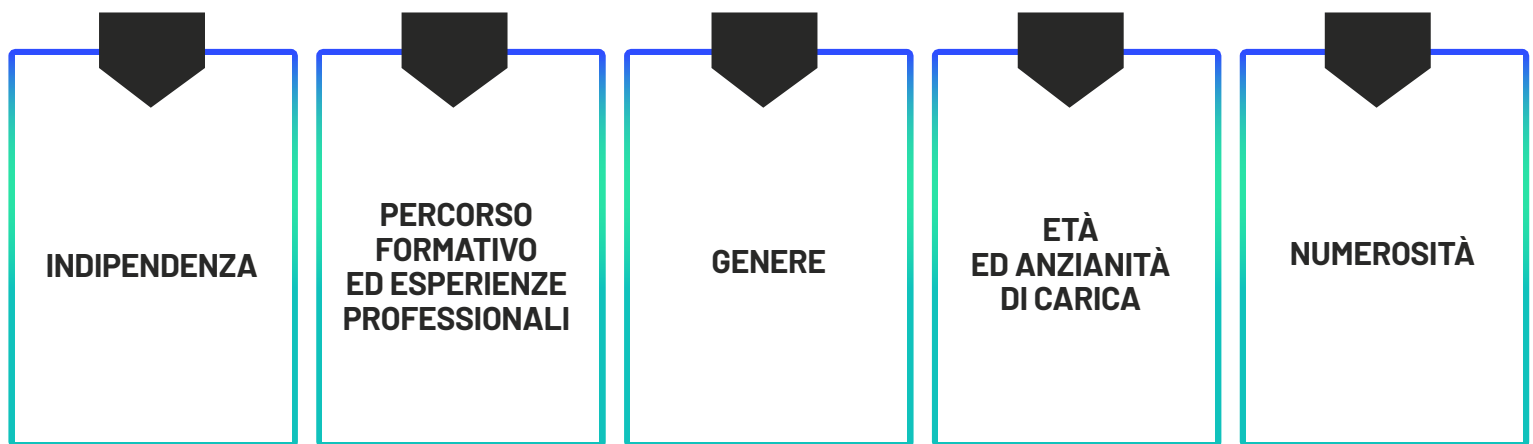 INDIPENDENZA
PERCORSO
FORMATIVO
ED ESPERIENZE
PROFESSIONALI
GENERE
ETÀ
ED ANZIANITÀ
DI CARICA
NUMEROSITÀ